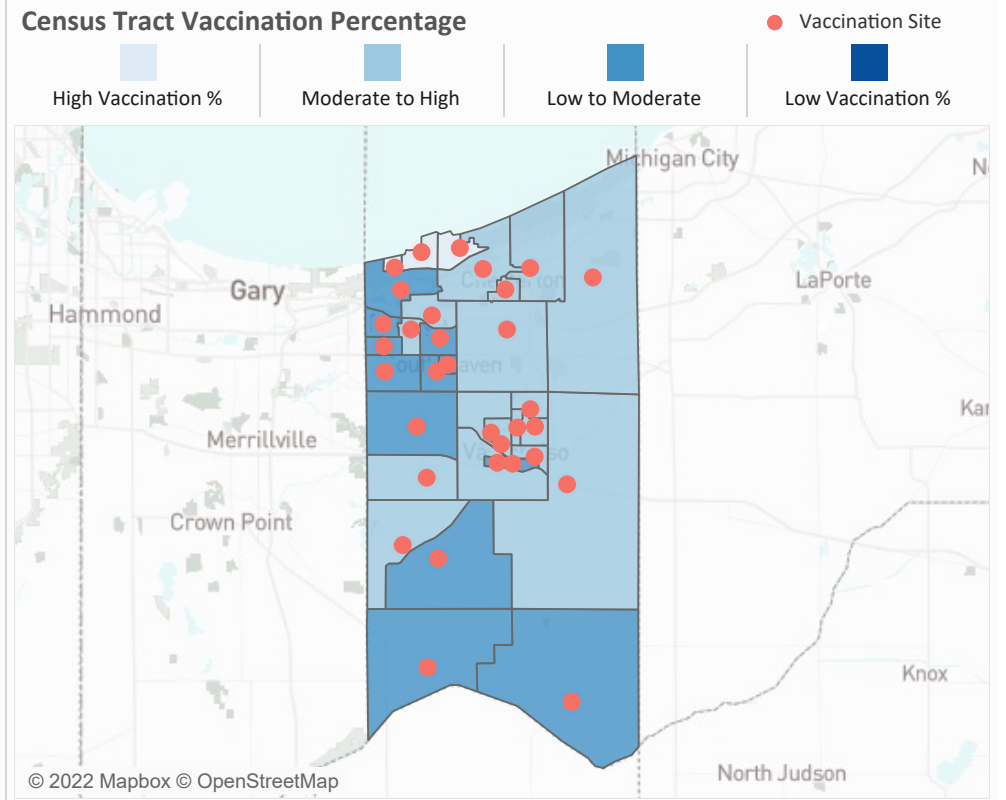 Census Tract Vaccination Percentage
Vaccination Site
High Vaccination %
Moderate to High
Low to Moderate
Low Vaccination %
Michigan City
Gary
LaPorte
Hammond
Merrillville
Crown Point
Knox
North Judson
© 2022 Mapbox © OpenStreetMap